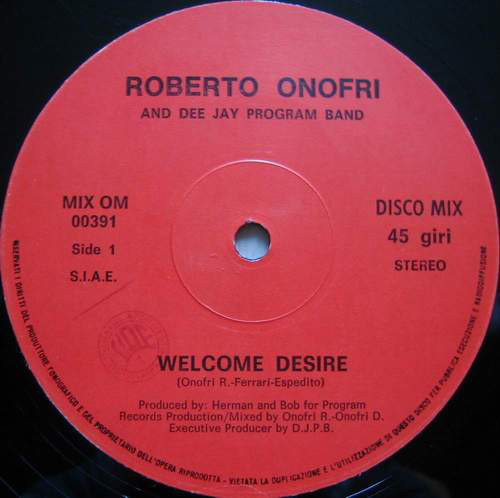 ROBERTO ONOFRI
AND DEE JAY PROGRAM BAND
MIX OM
00391
Side 1
S.I.A.E.
DISCO MIX
45 giri
STEREO
WELCOME DESIRE
(Onofri R.-Ferrari-Espedito)
Produced by: Herman and Bob for Program
Records Production/Mixed by Onofri R.-Onofri D.
Executive Producer by D.J.P.B.
RISERVATI I DIRITTI DEL PRODUTTORE FONOGRAFICO E QUELLI DEL PROPRIETARIO DELL'OPERA RIPRODOTTA - VIETATA LA DUPLICAZIONE E L'UTILIZZAZIONE DI QUESTO DISCO PER PUBBLICA ESECUZIONE E RADIODIFFUSIONE